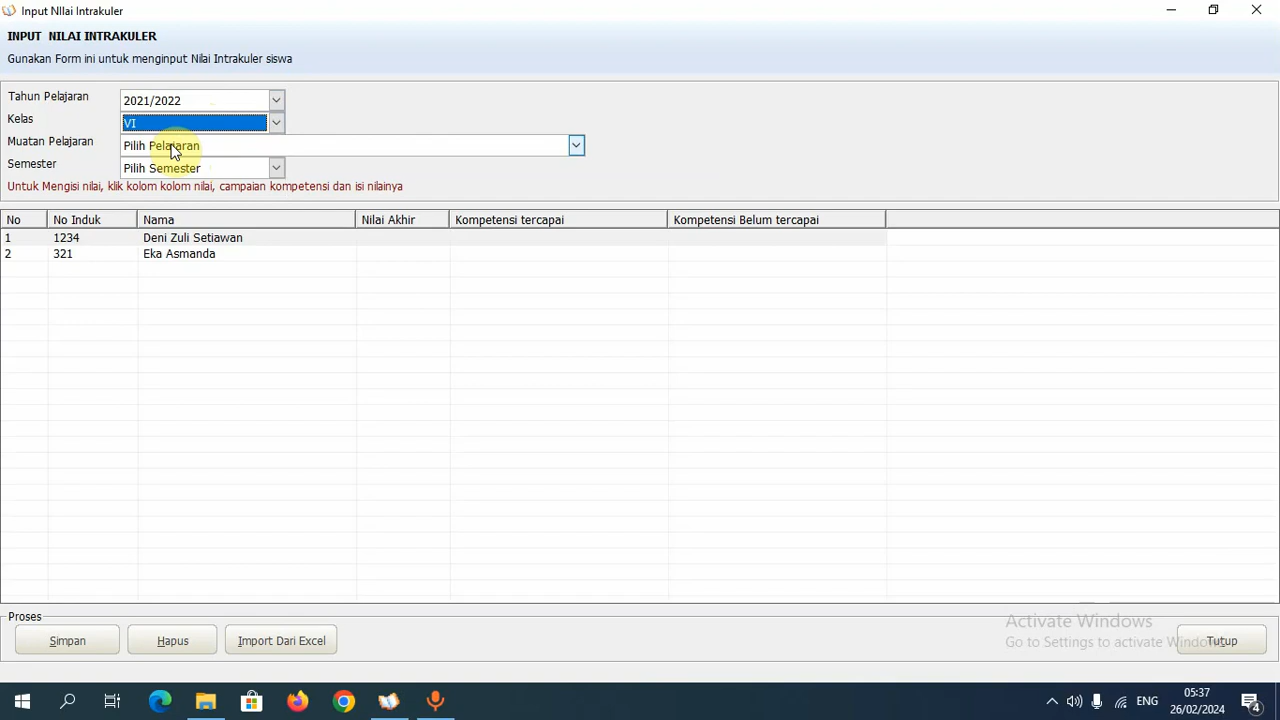 Input NIlai Intrakuler
INPUT NILAI INTRAKULER
Gunakan Form ini untuk menginput Nilai Intrakuler siswa
Tahun Pelajaran 2021/2022
Kelas VI
Muatan Pelajaran Pilih Pelajaran
Semester Pilih Semester
Untuk Mengisi nilai, klik kolom kolom nilai, campaian kompetensi dan isi nilainya
No No Induk Nama Nilai Akhir Kompetensi tercapai Kompetensi Belum tercapai
1 1234 Deni Zuli Setiawan
2 321 Eka Asmanda
Proses
Simpan Hapus Import Dari Excel Tutup
Activate Windows
Go to Settings to activate Windows.
ENG
05:37
26/02/2024
4